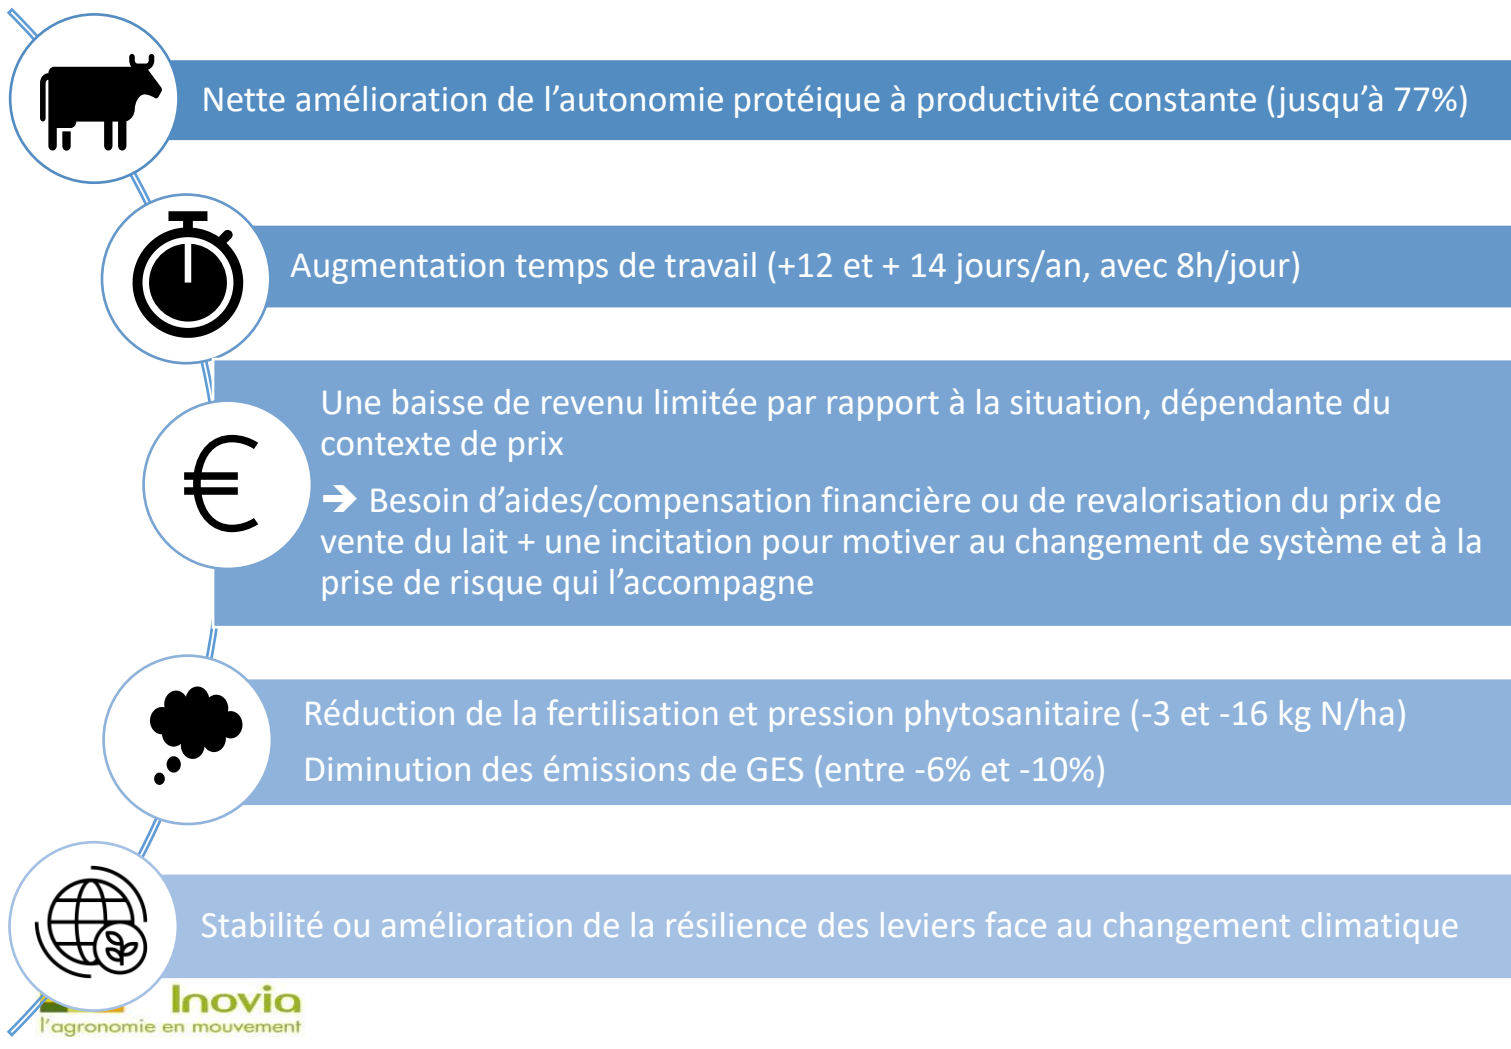 Nette amélioration de l’autonomie protéique à productivité constante (jusqu’à 77%)
Augmentation temps de travail (+12 et + 14 jours/an, avec 8h/jour)
Une baisse de revenu limitée par rapport à la situation, dépendante du
contexte de prix
➔ Besoin d’aides/compensation financière ou de revalorisation du prix de
vente du lait + une incitation pour motiver au changement de système et à la
prise de risque qui l’accompagne
Réduction de la fertilisation et pression phytosanitaire (-3 et -16 kg N/ha)
Diminution des émissions de GES (entre -6% et -10%)
Stabilité ou amélioration de la résilience des leviers face au changement climatique
Inovia
l’agronomie en mouvement